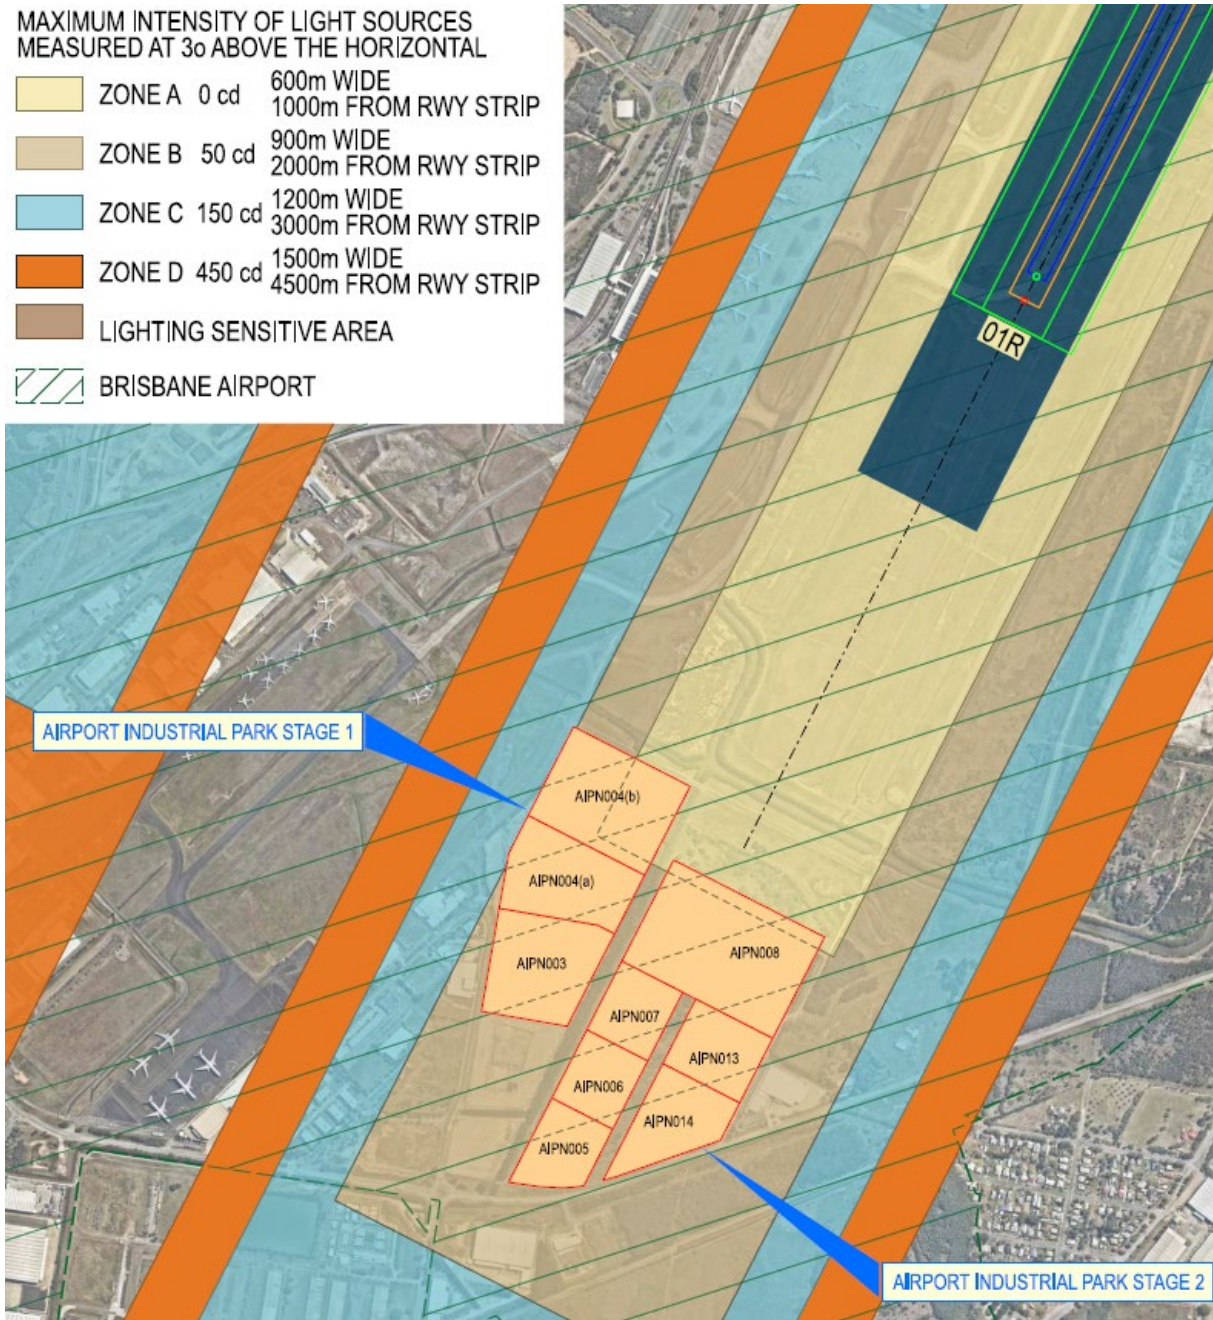 MAXIMUM INTENSITY OF LIGHT SOURCES
MEASURED AT 3o ABOVE THE HORIZONTAL
ZONE A 0 cd 600m WIDE
1000m FROM RWY STRIP
ZONE B 50 cd 900m WIDE
2000m FROM RWY STRIP
ZONE C 150 cd 1200m WIDE
3000m FROM RWY STRIP
ZONE D 450 cd 1500m WIDE
4500m FROM RWY STRIP
LIGHTING SENSITIVE AREA
BRISBANE AIRPORT
01R
AIRPORT INDUSTRIAL PARK STAGE 1
AIPN004(b)
AIPN004(a)
AIPN003
AIPN008
AIPN007
AIPN013
AIPN006
AIPN014
AIPN005
AIRPORT INDUSTRIAL PARK STAGE 2